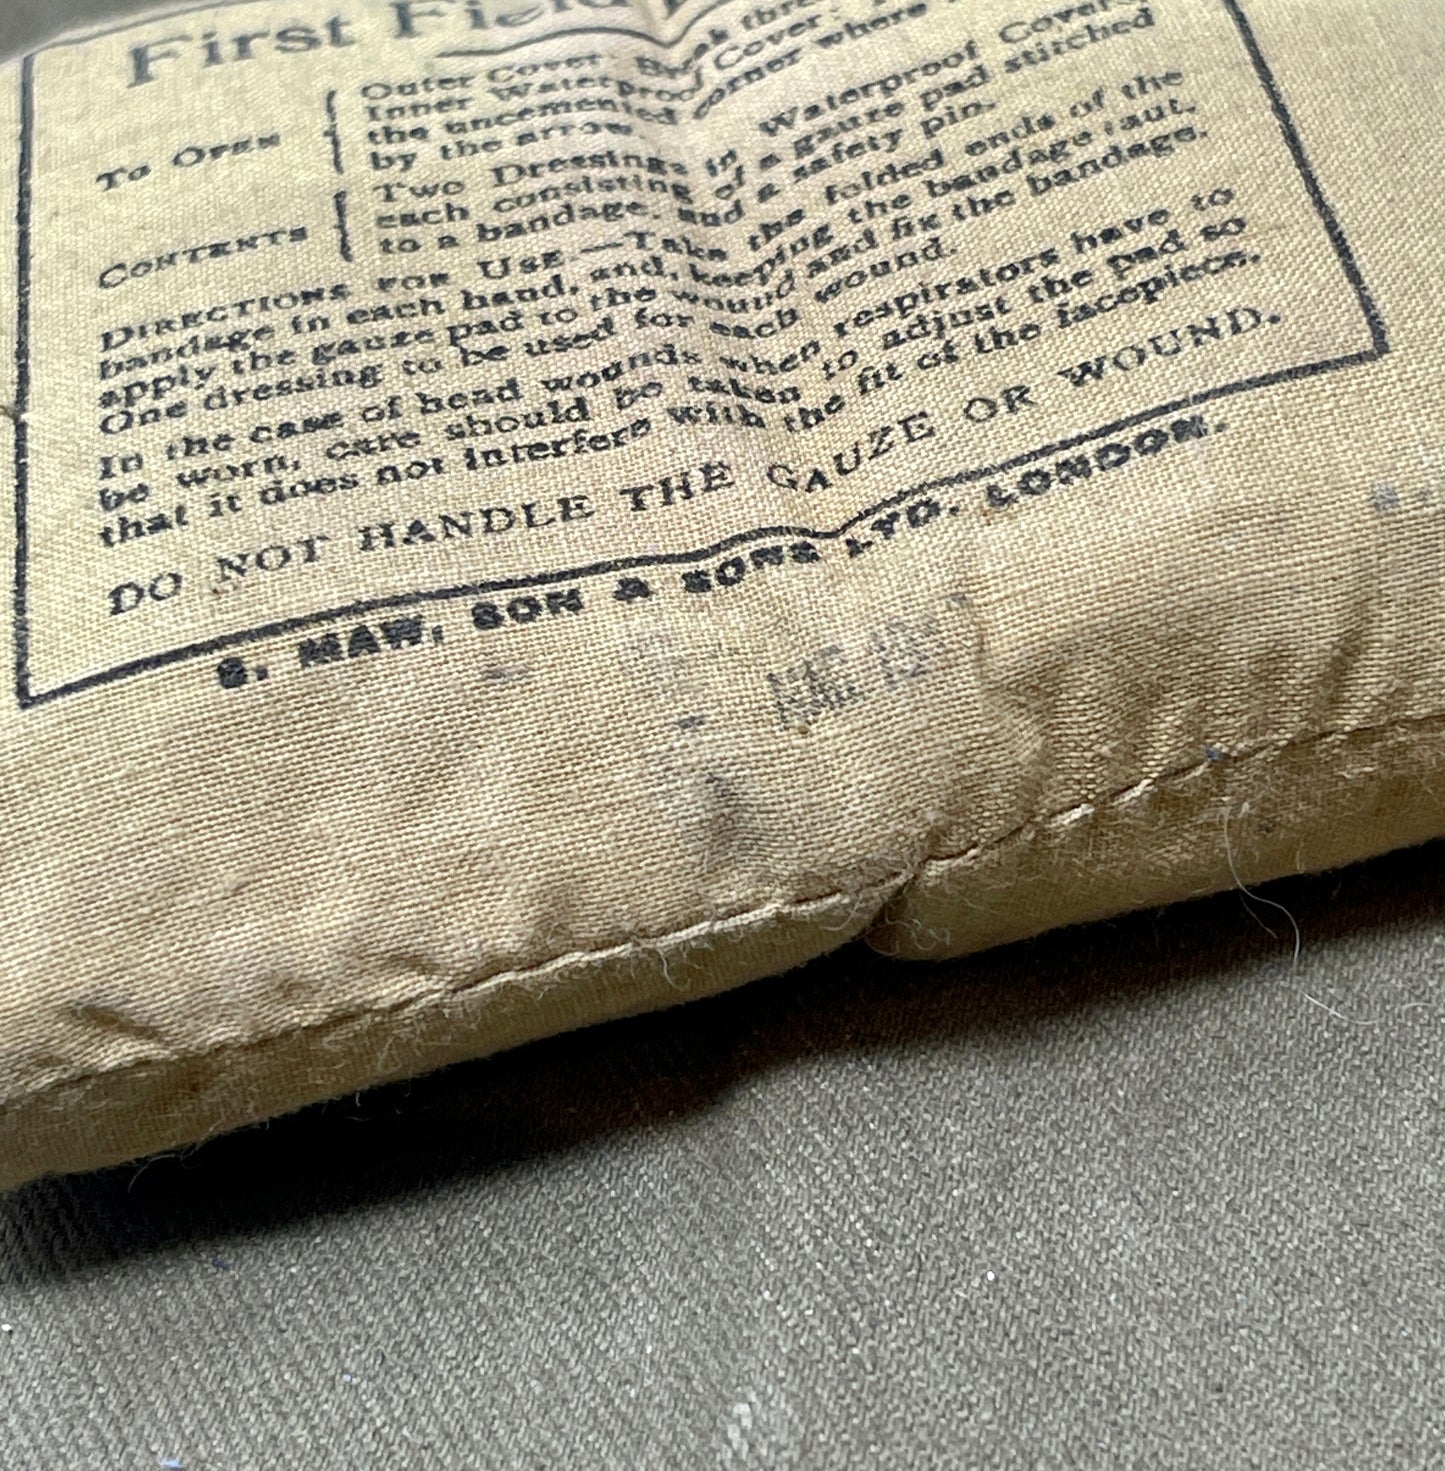 First Field
To Open
Outer Cover: Break thr
Inner Waterproof Cover:
the uncemented corner where
by the arrow.
Contents
Two Dressings in Waterproof Covers
each consisting of a gauze pad stitched
to a bandage, and a safety pin.
DIRECTIONS FOR USE.—Take the folded ends of the
bandage in each hand, and, keeping the bandage taut,
apply the gauze pad to the wound and fix the bandage.
One dressing to be used for each wound.
In the case of head wounds when respirators have to
be worn, care should be taken to adjust the pad so
that it does not interfere with the fit of the facepiece.
DO NOT HANDLE THE GAUZE OR WOUND.
S. MAW, SON & SONS LTD. LONDON.